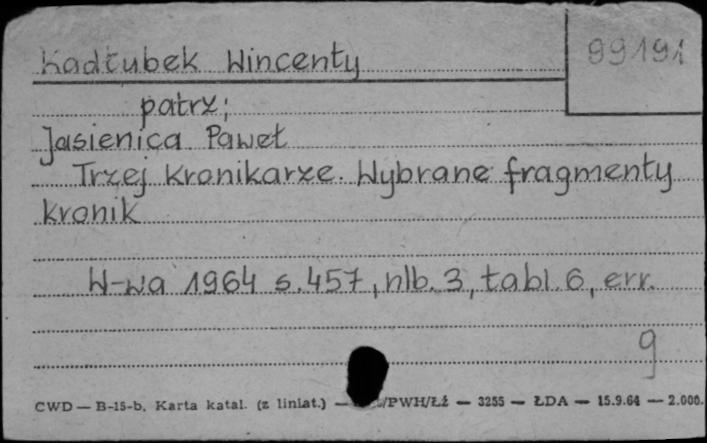 Kadłubek Wincenty
99191
patrz;
Jasienica Paweł
Trzej kronikarze. Wybrane fragmenty
kronik
W-wa 1964 s. 457, nlb. 3, tabl. 6, err.
9
CWD — B-15-b. Karta katal. (z liniat.) — /PWH/Łź — 3255 — ŁDA — 15.9.64 — 2.000.